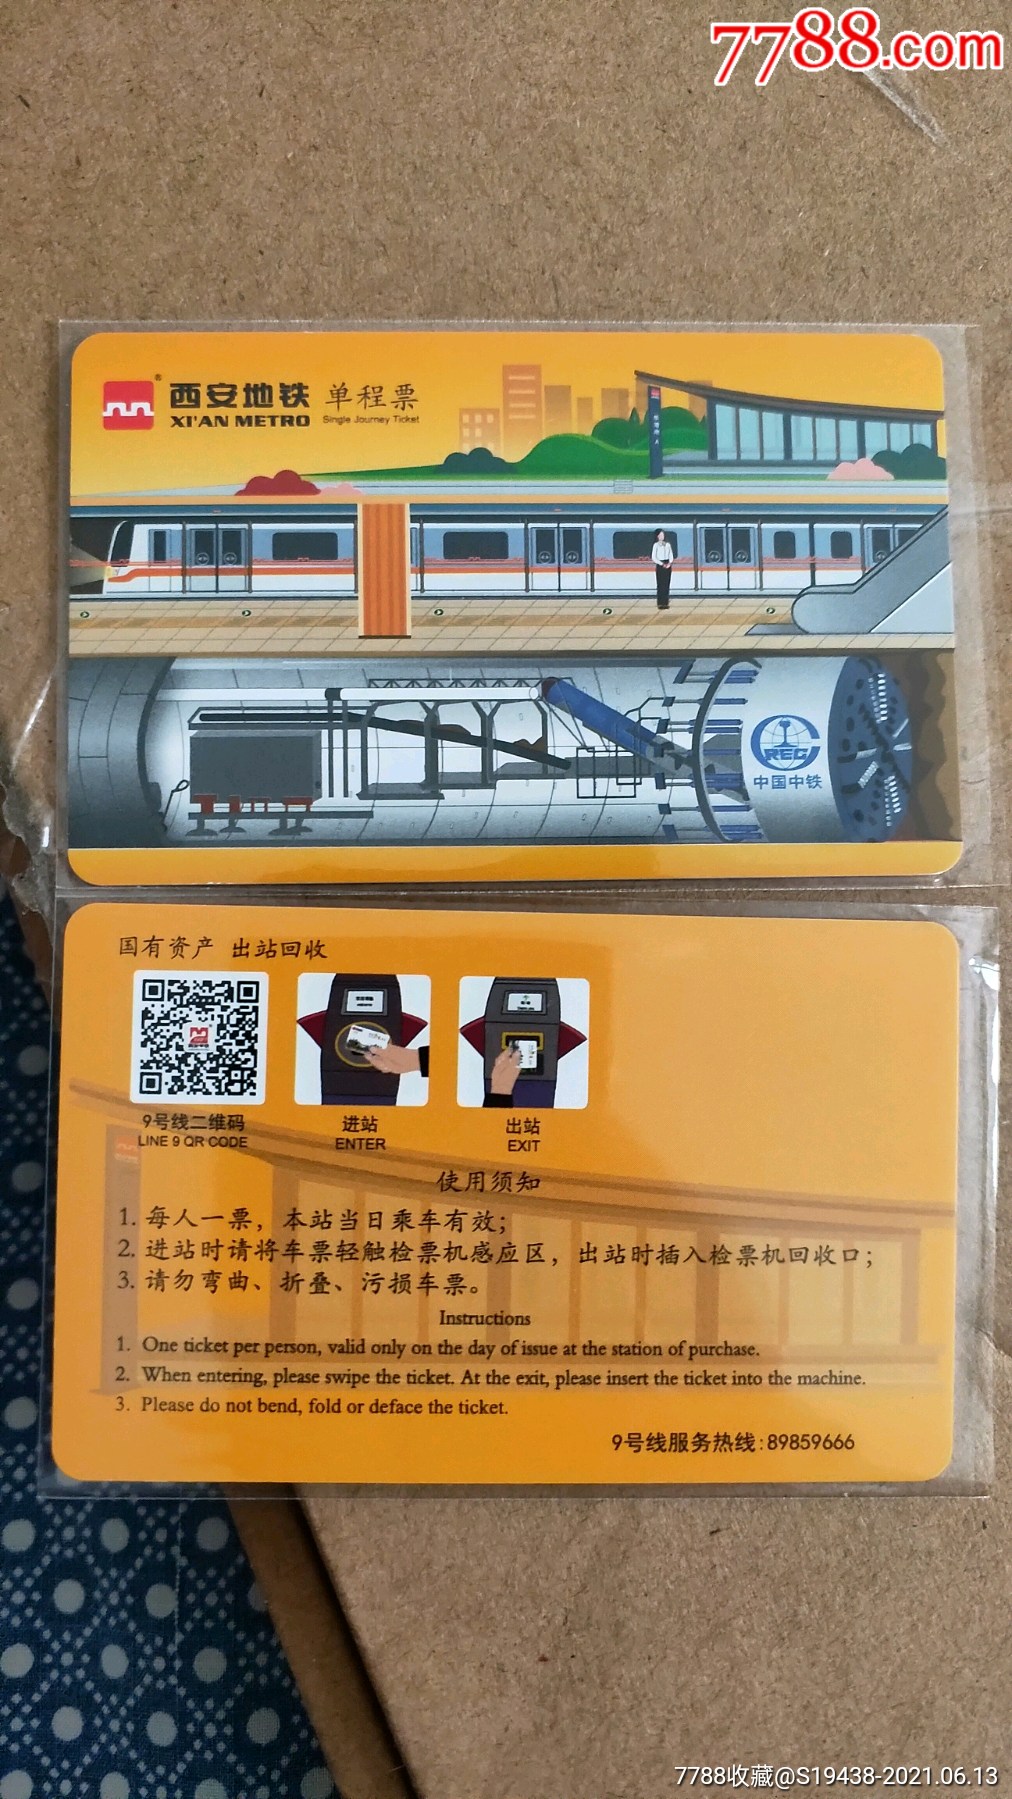 7788.com
西安地铁 单程票
XI'AN METRO Single Journey Ticket
CREC
中国中铁
国有资产 出站回收
9号线二维码
LINE 9 QR CODE
进站
ENTER
出站
EXIT
使用须知
1. 每人一票，本站当日乘车有效；
2. 进站时请将车票轻触检票机感应区，出站时插入检票机回收口；
3. 请勿弯曲、折叠、污损车票。
Instructions
1. One ticket per person, valid only on the day of issue at the station of purchase.
2. When entering, please swipe the ticket. At the exit, please insert the ticket into the machine.
3. Please do not bend, fold or deface the ticket.
9号线服务热线:89859666
7788收藏@S19438-2021.06.13